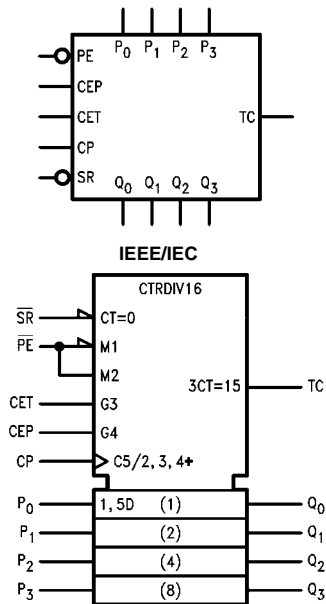 P0 P1 P2 P3
PE
CEP
CET
TC
CP
SR
Q0 Q1 Q2 Q3
IEEE/IEC
CTRDIV16
SR CT=0
PE M1
M2
3CT=15 TC
CET G3
CEP G4
CP C5/2,3,4+
P0 1,5D (1) Q0
P1 (2) Q1
P2 (4) Q2
P3 (8) Q3